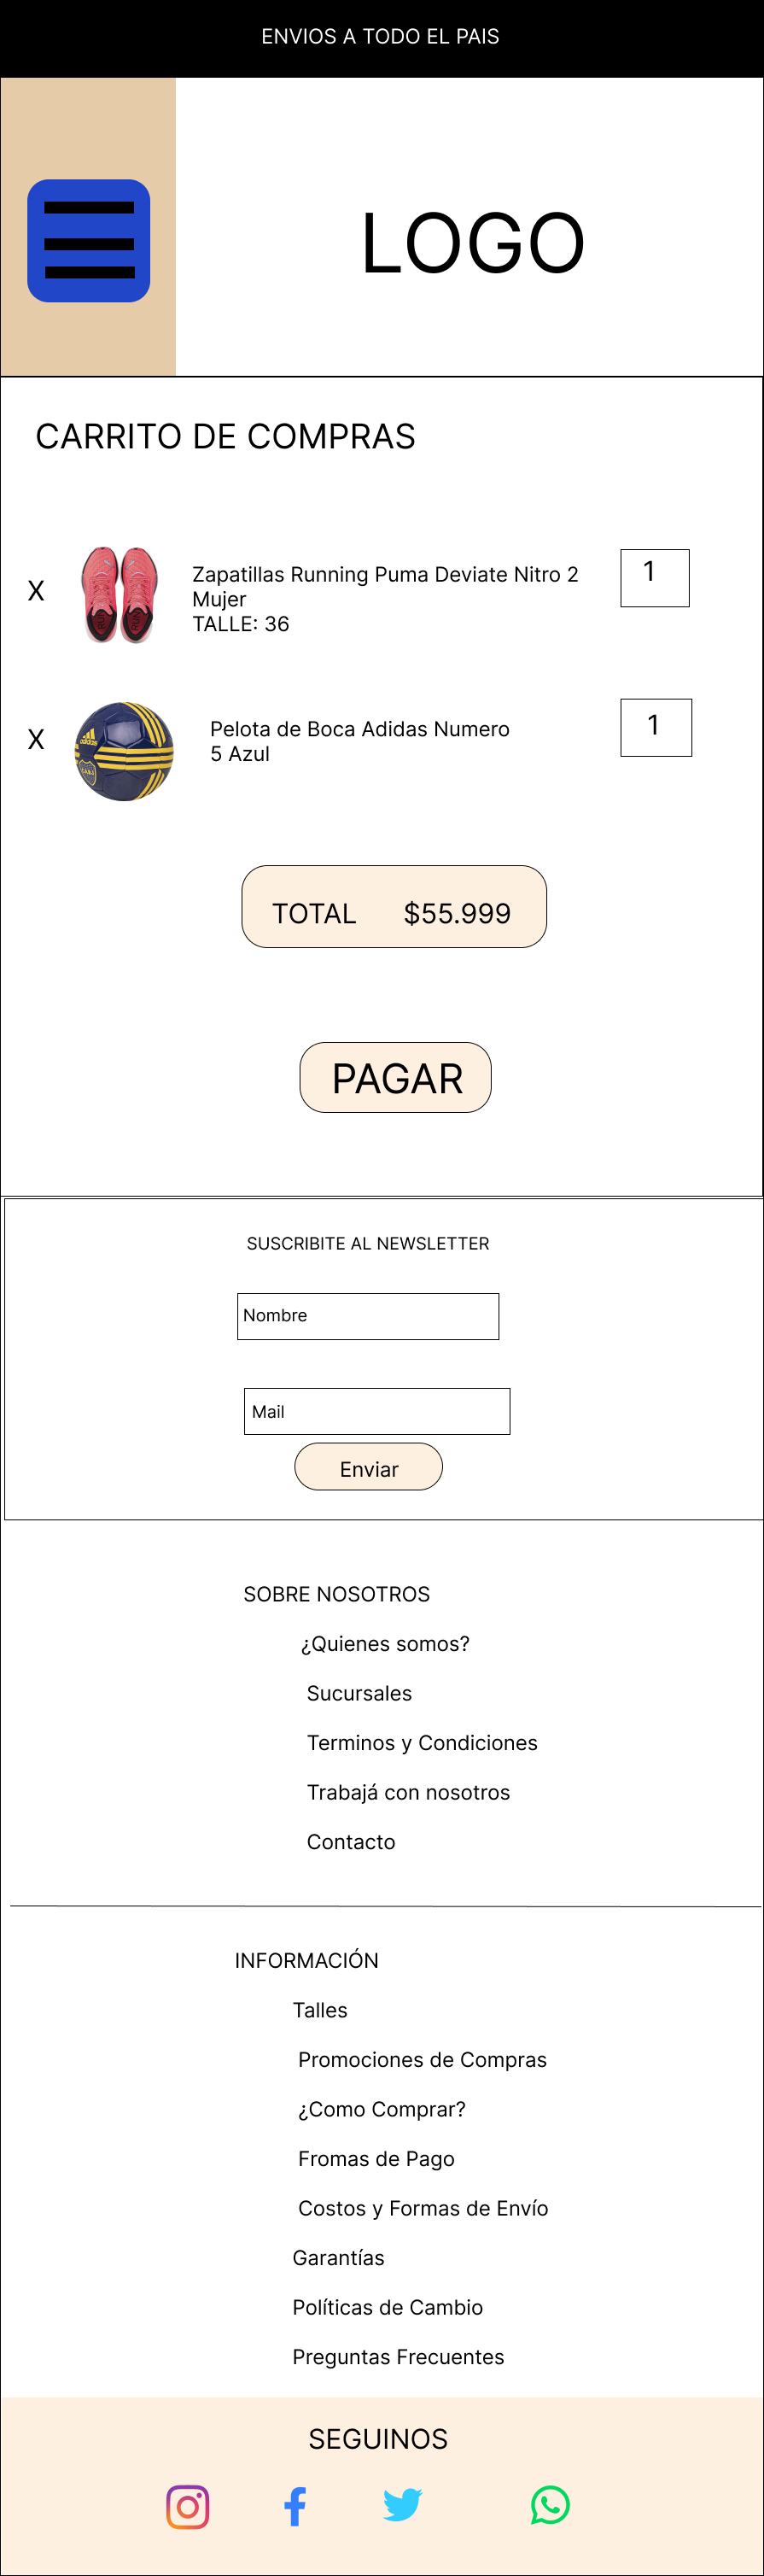 ENVIOS A TODO EL PAIS
LOGO
CARRITO DE COMPRAS
X
Zapatillas Running Puma Deviate Nitro 2
Mujer
TALLE: 36
1
X
adidas
Pelota de Boca Adidas Numero
5 Azul
1
TOTAL $55.999
PAGAR
SUSCRIBITE AL NEWSLETTER
Nombre
Mail
Enviar
SOBRE NOSOTROS
¿Quienes somos?
Sucursales
Terminos y Condiciones
Trabajá con nosotros
Contacto
INFORMACIÓN
Talles
Promociones de Compras
¿Como Comprar?
Fromas de Pago
Costos y Formas de Envío
Garantías
Políticas de Cambio
Preguntas Frecuentes
SEGUINOS